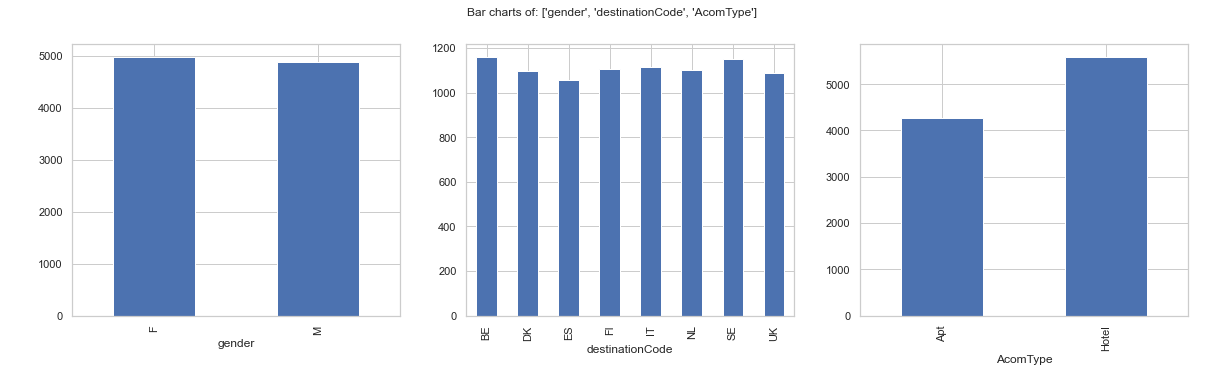 Bar charts of: ['gender', 'destinationCode', 'AcomType']
5000
4000
3000
2000
1000
0
F
M
gender
1200
1000
800
600
400
200
0
BE
DK
ES
FI
IT
NL
SE
UK
destinationCode
5000
4000
3000
2000
1000
0
Apt
Hotel
AcomType